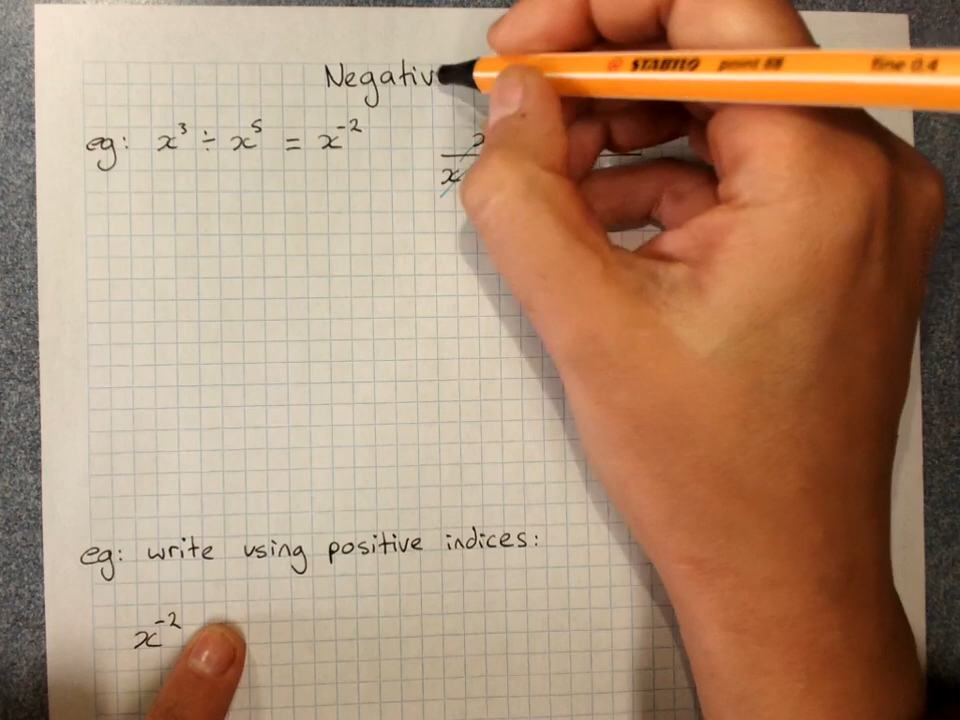 Negativ
STABILO point 88 fine 0.4
eg: x³ ÷ x⁵ = x⁻²
x
eg: write using positive indices:
x⁻²